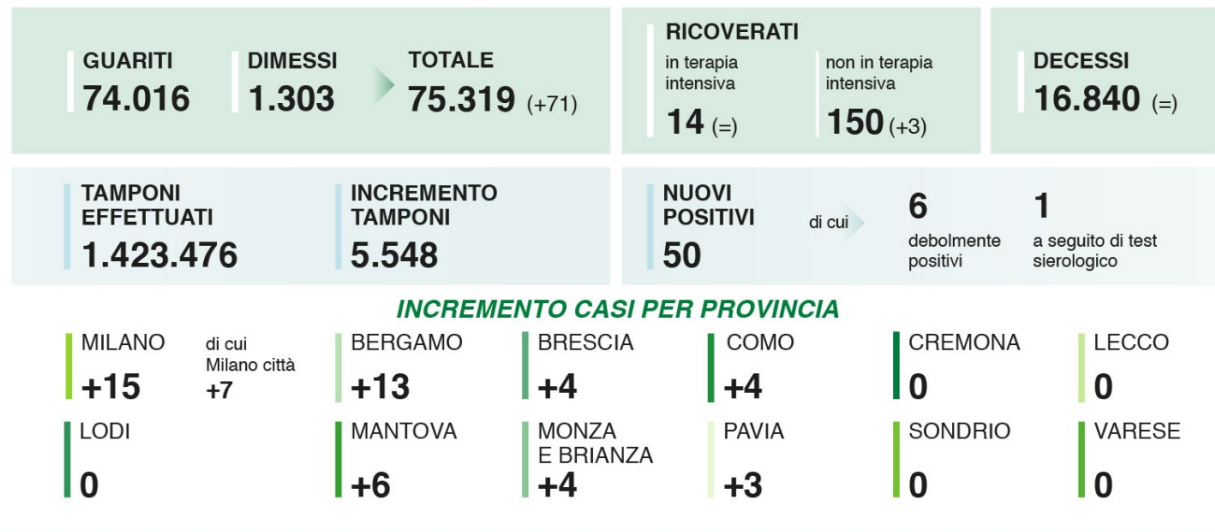 GUARITI
74.016
DIMESSI
1.303
TOTALE
75.319 (+71)
RICOVERATI
in terapia
intensiva
14 (=)
non in terapia
intensiva
150 (+3)
DECESSI
16.840 (=)
TAMPONI
EFFETTUATI
1.423.476
INCREMENTO
TAMPONI
5.548
NUOVI
POSITIVI
50
di cui
6
debolmente
positivi
1
a seguito di test
sierologico
INCREMENTO CASI PER PROVINCIA
MILANO
+15
di cui
Milano città
+7
BERGAMO
+13
BRESCIA
+4
COMO
+4
CREMONA
0
LECCO
0
LODI
0
MANTOVA
+6
MONZA
E BRIANZA
+4
PAVIA
+3
SONDRIO
0
VARESE
0